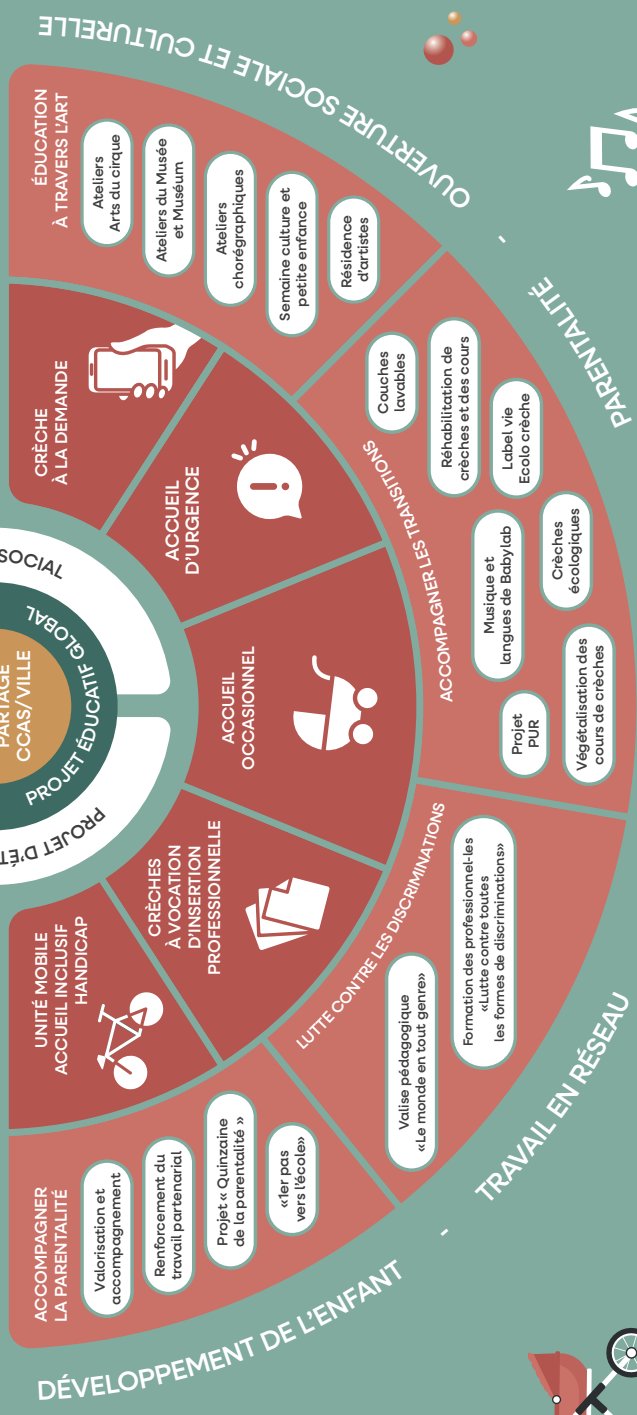 PARTAGE
CCAS/VILLE
PROJET ÉDUCATIF GLOBAL
PROJET D'ÉT
SOCIAL
UNITÉ MOBILE
ACCUEIL INCLUSIF
HANDICAP
CRÈCHES
À VOCATION
D'INSERTION
PROFESSIONNELLE
ACCUEIL
OCCASIONNEL
ACCUEIL
D'URGENCE
CRÈCHE
À LA DEMANDE
ACCOMPAGNER
LA PARENTALITÉ
Valorisation et
accompagnement
Renforcement du
travail partenarial
Projet « Quinzaine
de la parentalité »
«1er pas
vers l'école»
LUTTE CONTRE LES DISCRIMINATIONS
Valise pédagogique
«Le monde en tout genre»
Formation des professionnel·les
«Lutte contre toutes
les formes de discriminations»
ACCOMPAGNER LES TRANSITIONS
Projet
PUR
Végétalisation des
cours de crèches
Musique et
langues de Babylab
Crèches
écologiques
Label vie
Ecolo crèche
Réhabilitation de
crèches et des cours
Couches
lavables
ÉDUCATION
À TRAVERS L'ART
Ateliers
Arts du cirque
Ateliers du Musée
et Muséum
Ateliers
chorégraphiques
Semaine culture et
petite enfance
Résidence
d'artistes
DÉVELOPPEMENT DE L'ENFANT - TRAVAIL EN RÉSEAU
PARENTALITÉ - OUVERTURE SOCIALE ET CULTURELLE